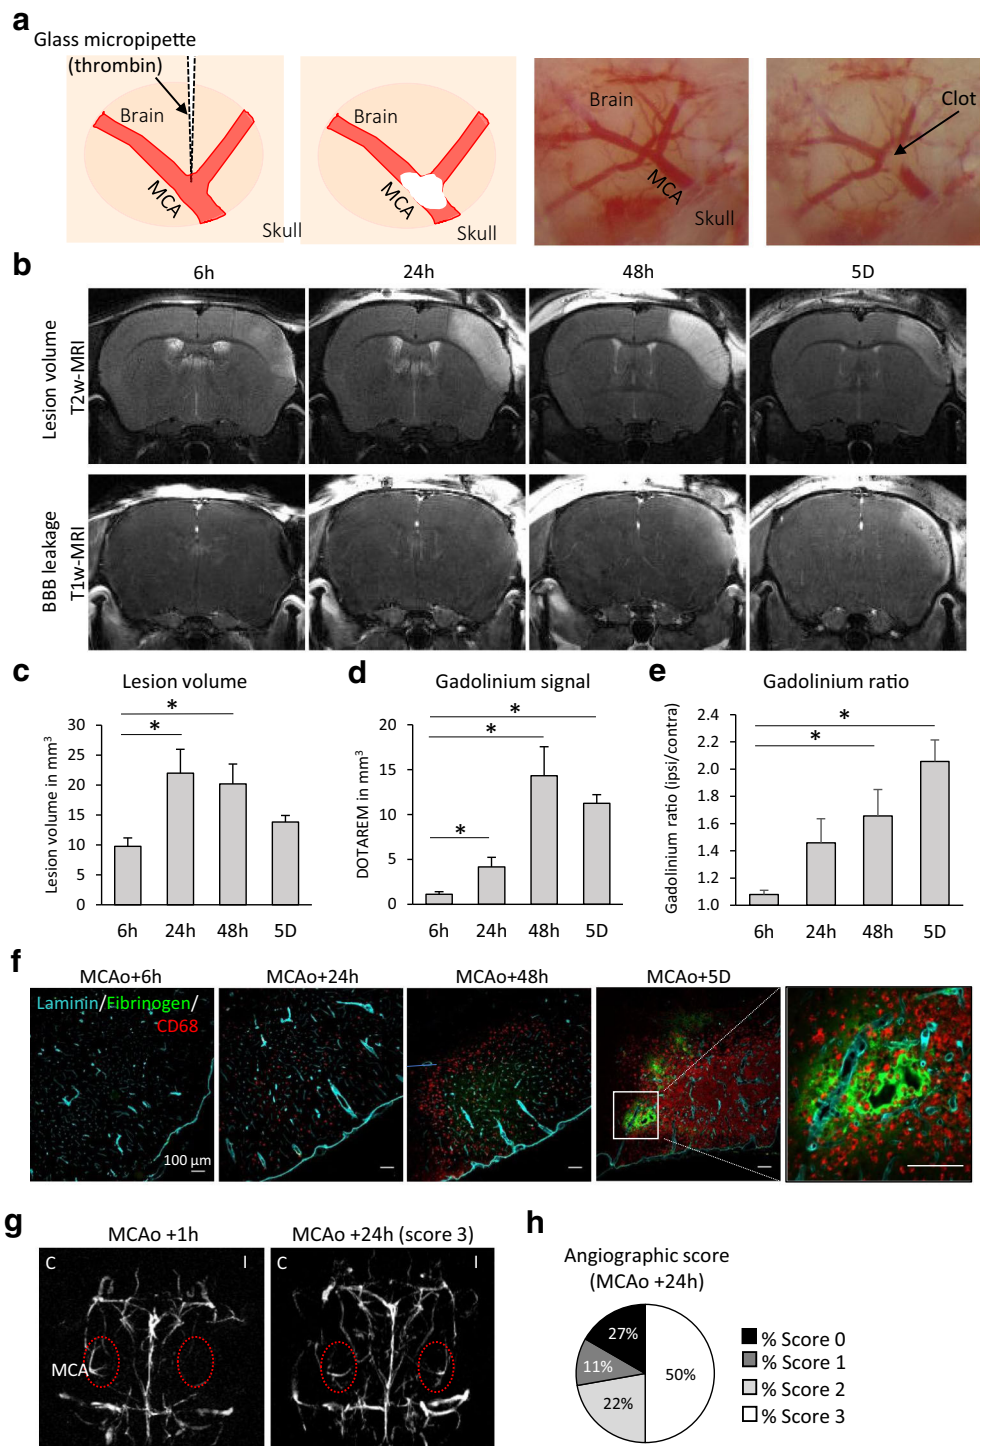 a
Glass micropipette
(thrombin)
Brain
MCA
Skull
Brain
MCA
Skull
Brain
MCA
Skull
Clot
b
6h 24h 48h 5D
Lesion volume
T2w-MRI
BBB leakage
T1w-MRI
c
Lesion volume
Lesion volume in mm³
30
25
20
15
10
5
0
* *
6h 24h 48h 5D
d
Gadolinium signal
DOTAREM in mm³
20
15
10
5
0
* * *
6h 24h 48h 5D
e
Gadolinium ratio
Gadolinium ratio (ipsi/contra)
2.4
2.2
2.0
1.8
1.6
1.4
1.2
1.0
* *
6h 24h 48h 5D
f
MCAo+6h MCAo+24h MCAo+48h MCAo+5D
Laminin/Fibrinogen/
CD68
100 µm
g
MCAo +1h
C I
MCA
MCAo +24h (score 3)
C I
h
Angiographic score
(MCAo +24h)
27%
11%
22%
50%
% Score 0
% Score 1
% Score 2
% Score 3